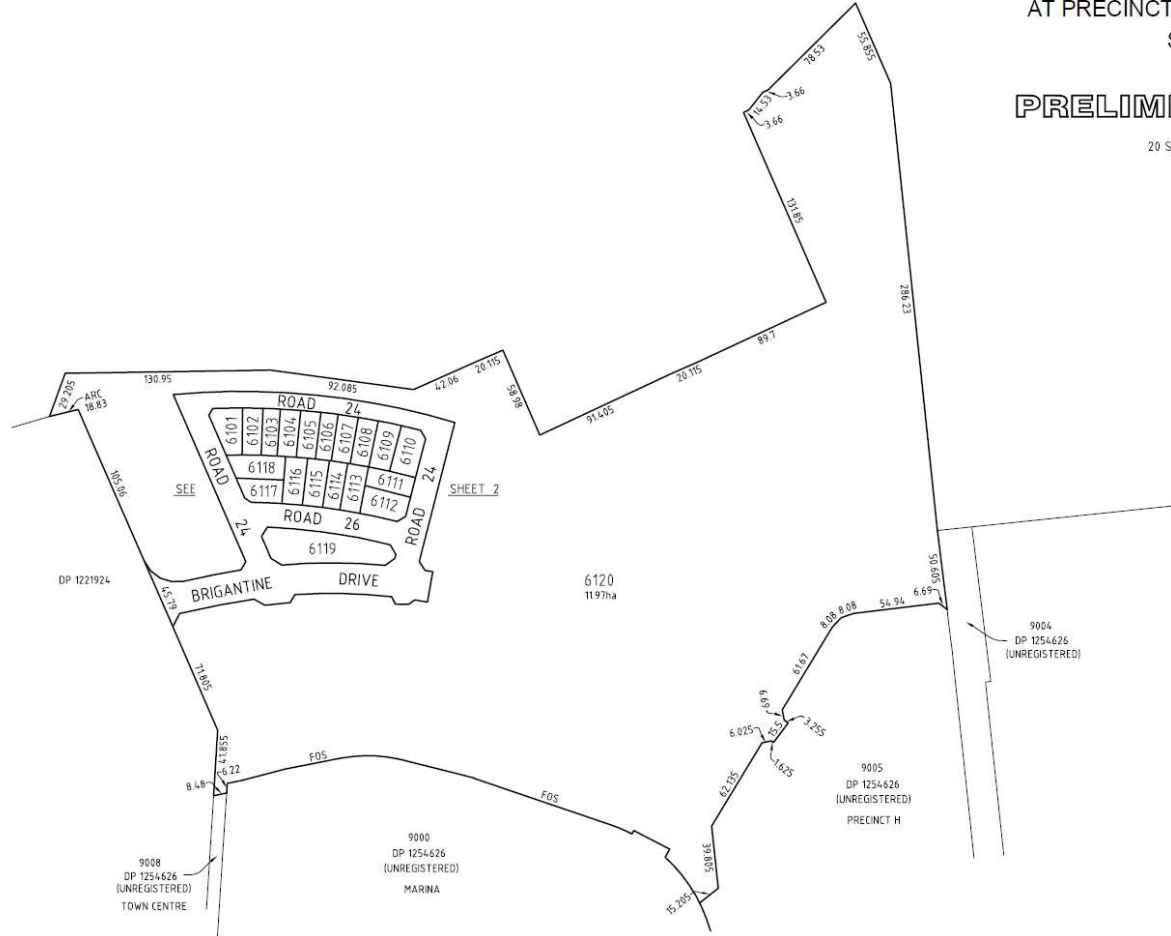 AT PRECINCT
S
PRELIMI
20 S
55.855
78.53
3.66
14.53
3.66
131.85
286.23
89.7
20.115
91.405
58.98
20.115
42.06
92.085
130.95
29.205
ARC
18.83
105.06
ROAD 24
6101
6102
6103
6104
6105
6106
6107
6108
6109
6110
ROAD 24
6118
6117
6116
6115
6114
6113
6111
6112
ROAD 24
SEE
SHEET 2
ROAD 26
6119
BRIGANTINE DRIVE
DP 1221924
45.79
6120
11.97ha
50.605
6.69
54.94
8.08
8.08
9004
DP 1254626
(UNREGISTERED)
71.805
61.67
6.69
3.255
15.5
6.025
1.625
41.855
6.22
8.48
FOS
FOS
62.135
9005
DP 1254626
(UNREGISTERED)
PRECINCT H
39.805
15.205
9000
DP 1254626
(UNREGISTERED)
MARINA
9008
DP 1254626
(UNREGISTERED)
TOWN CENTRE